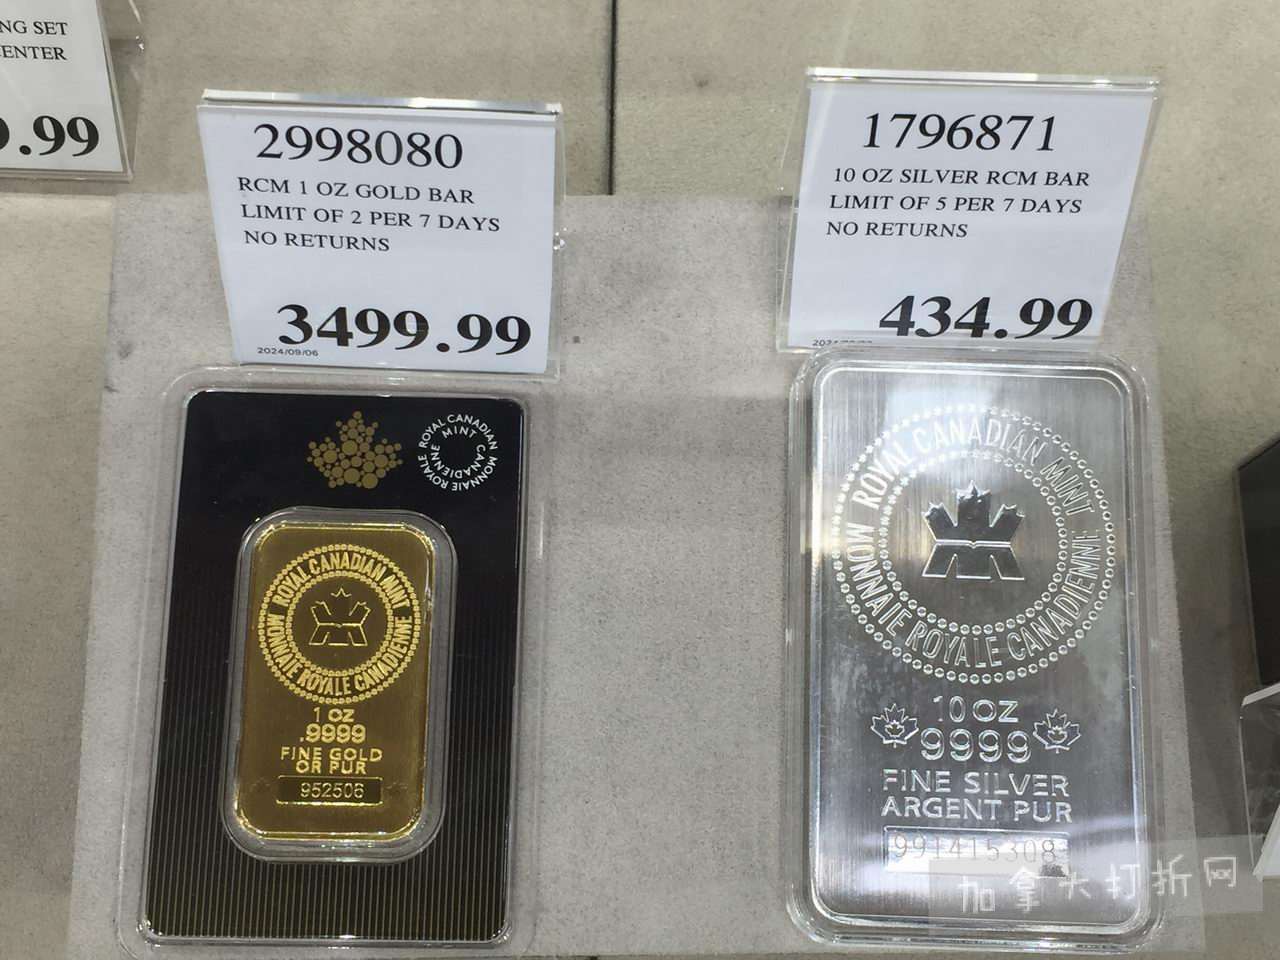 NG SET
ENTER
9.99
2998080
RCM 1 OZ GOLD BAR
LIMIT OF 2 PER 7 DAYS
NO RETURNS
3499.99
2024/09/06
1796871
10 OZ SILVER RCM BAR
LIMIT OF 5 PER 7 DAYS
NO RETURNS
434.99
ROYAL CANADIAN MINT
MONNAIE ROYALE CANADIENNE
ROYAL CANADIAN MINT
MONNAIE ROYALE CANADIENNE
1 OZ
.9999
FINE GOLD
OR PUR
952506
ROYAL CANADIAN MINT
MONNAIE ROYALE CANADIENNE
10 OZ
9999
FINE SILVER
ARGENT PUR
991415308
加拿大打折网